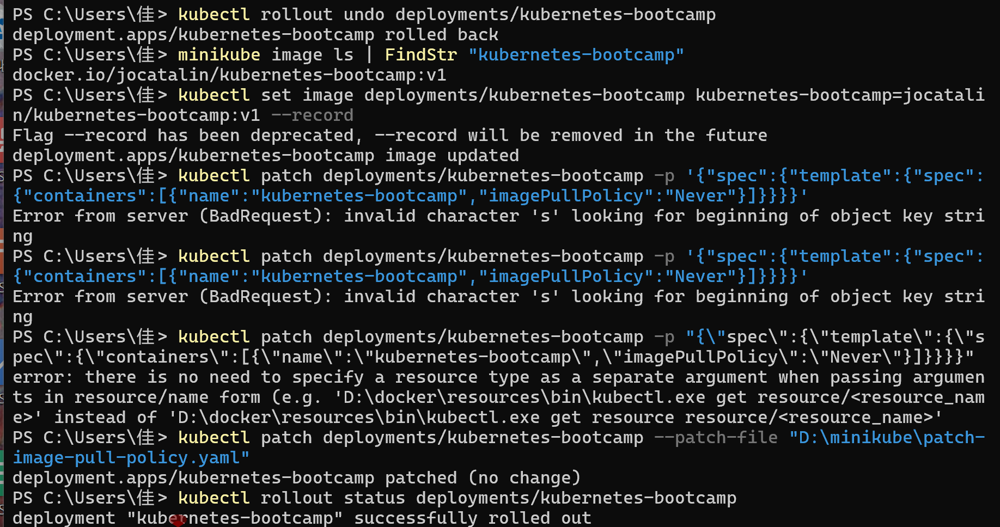 PS C:\Users\佳> kubectl rollout undo deployments/kubernetes-bootcamp
deployment.apps/kubernetes-bootcamp rolled back
PS C:\Users\佳> minikube image ls | FindStr "kubernetes-bootcamp"
docker.io/jocatalin/kubernetes-bootcamp:v1
PS C:\Users\佳> kubectl set image deployments/kubernetes-bootcamp kubernetes-bootcamp=jocatali
n/kubernetes-bootcamp:v1 --record
Flag --record has been deprecated, --record will be removed in the future
deployment.apps/kubernetes-bootcamp image updated
PS C:\Users\佳> kubectl patch deployments/kubernetes-bootcamp -p '{"spec":{"template":{"spec":
{"containers":[{"name":"kubernetes-bootcamp","imagePullPolicy":"Never"}]}}}}'
Error from server (BadRequest): invalid character 's' looking for beginning of object key stri
ng
PS C:\Users\佳> kubectl patch deployments/kubernetes-bootcamp -p '{"spec":{"template":{"spec":
{"containers":[{"name":"kubernetes-bootcamp","imagePullPolicy":"Never"}]}}}}'
Error from server (BadRequest): invalid character 's' looking for beginning of object key stri
ng
PS C:\Users\佳> kubectl patch deployments/kubernetes-bootcamp -p "{\"spec\":{\"template\":{\"s
pec\":{\"containers\":[{\"name\":\"kubernetes-bootcamp\",\"imagePullPolicy\":\"Never\"}]}}}}"
error: there is no need to specify a resource type as a separate argument when passing argumen
ts in resource/name form (e.g. 'D:\docker\resources\bin\kubectl.exe get resource/<resource_nam
e>' instead of 'D:\docker\resources\bin\kubectl.exe get resource resource/<resource_name>'
PS C:\Users\佳> kubectl patch deployments/kubernetes-bootcamp --patch-file "D:\minikube\patch-
image-pull-policy.yaml"
deployment.apps/kubernetes-bootcamp patched (no change)
PS C:\Users\佳> kubectl rollout status deployments/kubernetes-bootcamp
deployment "kubernetes-bootcamp" successfully rolled out